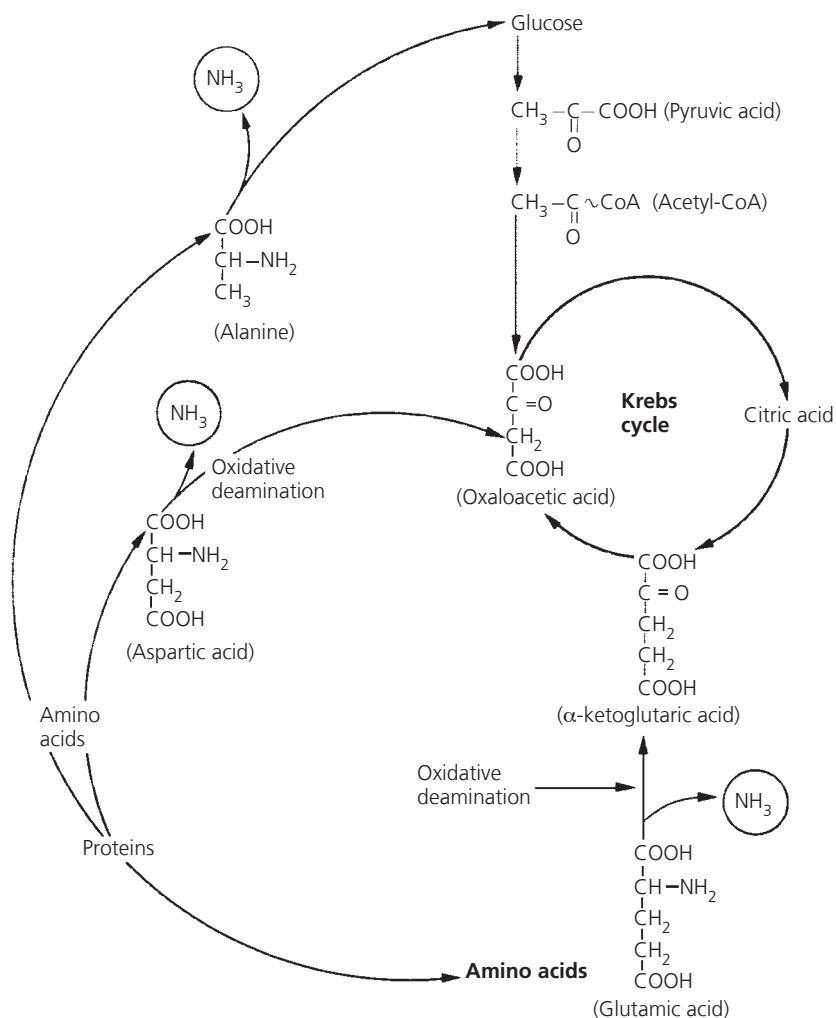 Glucose
NH3
CH3 – C – COOH (Pyruvic acid)
O
CH3 – C ~ CoA (Acetyl-CoA)
O
COOH
CH – NH2
CH3
(Alanine)
COOH
C = O
CH2
COOH
(Oxaloacetic acid)
Krebs
cycle
Citric acid
NH3
Oxidative
deamination
COOH
CH – NH2
CH2
COOH
(Aspartic acid)
COOH
C = O
CH2
CH2
COOH
(α-ketoglutaric acid)
Amino
acids
Oxidative
deamination
NH3
Proteins
COOH
CH – NH2
CH2
CH2
COOH
(Glutamic acid)
Amino acids